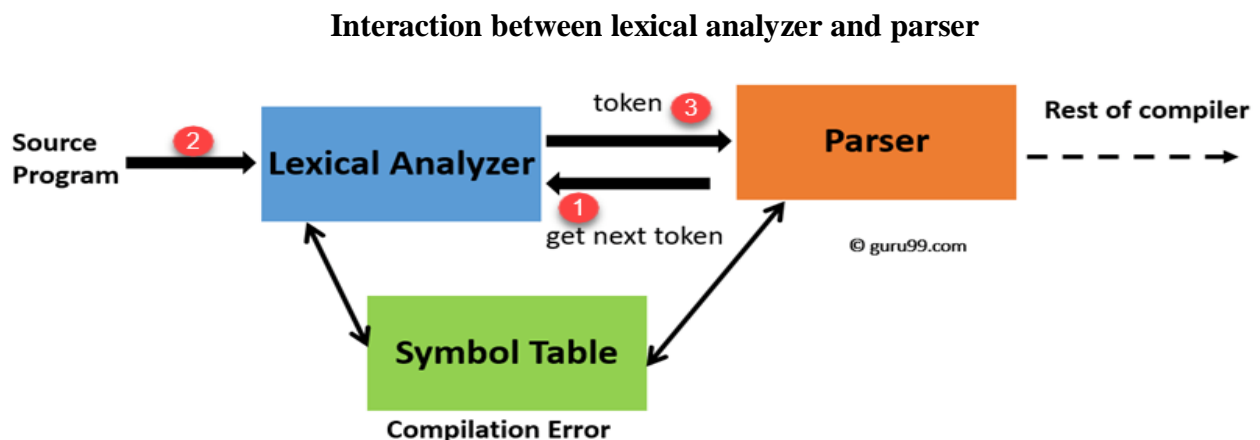 Interaction between lexical analyzer and parser
token
3
Source
Program
2
Lexical Analyzer
Parser
Rest of compiler
1
get next token
© guru99.com
Symbol Table
Compilation Error